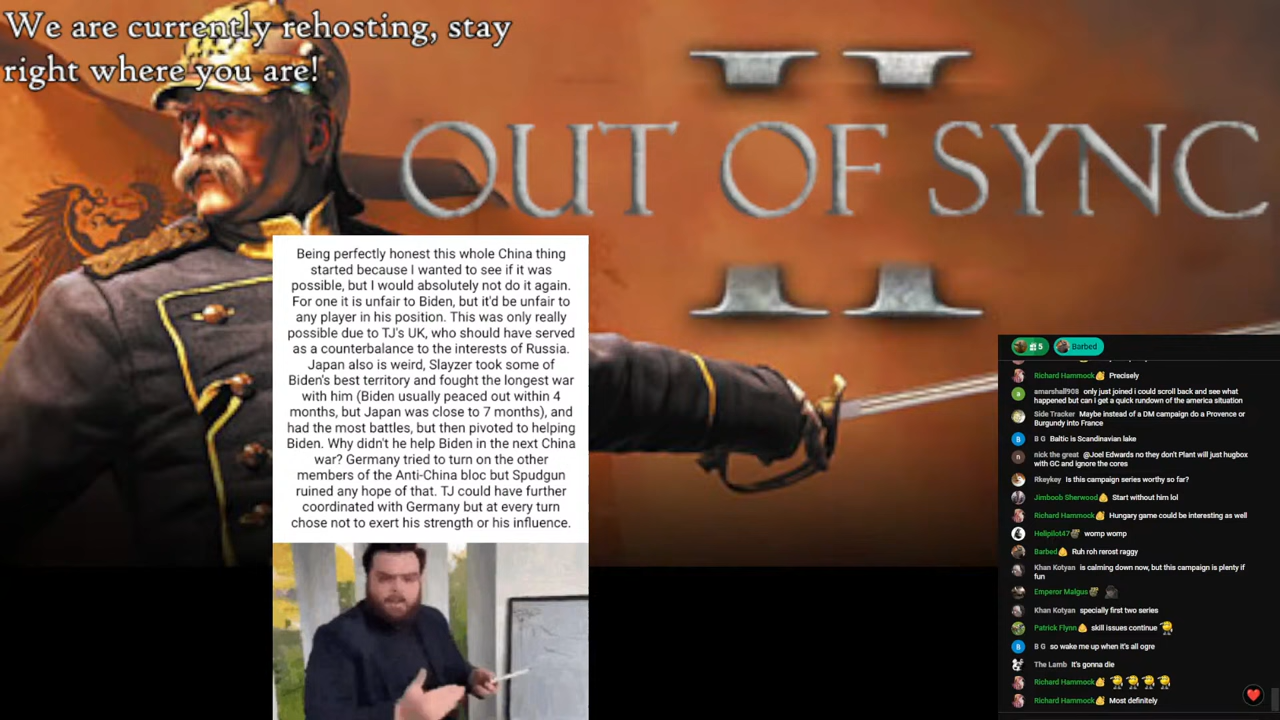 We are currently rehosting, stay
right where you are!
II
OUT OF SYNC
II
Being perfectly honest this whole China thing
started because I wanted to see if it was
possible, but I would absolutely not do it again.
For one it is unfair to Biden, but it'd be unfair to
any player in his position. This was only really
possible due to TJ's UK, who should have served
as a counterbalance to the interests of Russia.
Japan also is weird, Slayzer took some of
Biden's best territory and fought the longest war
with him (Biden usually peaced out within 4
months, but Japan was close to 7 months), and
had the most battles, but then pivoted to helping
Biden. Why didn't he help Biden in the next China
war? Germany tried to turn on the other
members of the Anti-China bloc but Spudgun
ruined any hope of that. TJ could have further
coordinated with Germany but at every turn
chose not to exert his strength or his influence.
5 Barbed
Richard Hammock Precisely
amarshall908 only just joined i could scroll back and see what
happened but can i get a quick rundown of the america situation
Side Tracker Maybe instead of a DM campaign do a Provence or
Burgundy into France
B G Baltic is Scandinavian lake
nick the great @Joel Edwards no they don't Plant will just hugbox
with GC and ignore the cores
Rkeykey Is this campaign series worthy so far?
Jimboob Sherwood Start without him lol
Richard Hammock Hungary game could be interesting as well
Helipilot47 womp womp
Barbed Ruh roh rerost raggy
Khan Kotyan is calming down now, but this campaign is plenty if
fun
Emperor Malgus
Khan Kotyan specially first two series
Patrick Flynn skill issues continue
B G so wake me up when it's all ogre
The Lamb It's gonna die
Richard Hammock
Richard Hammock Most definitely